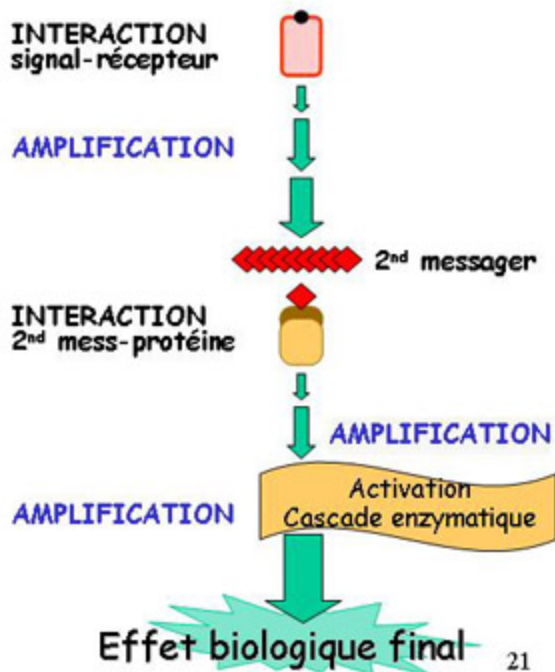 INTERACTION
signal-récepteur
AMPLIFICATION
2nd messager
INTERACTION
2nd mess-protéine
AMPLIFICATION
Activation
Cascade enzymatique
AMPLIFICATION
Effet biologique final
21